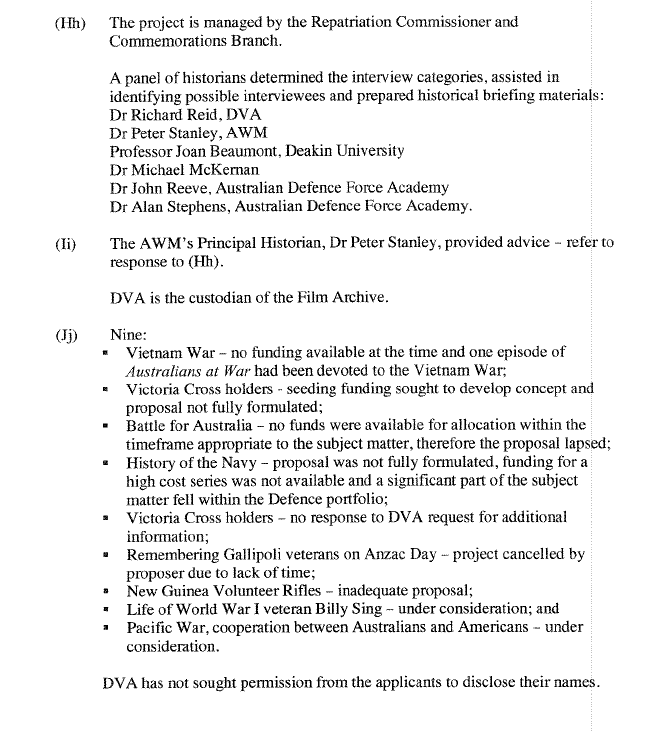 (Hh) The project is managed by the Repatriation Commissioner and
Commemorations Branch.
A panel of historians determined the interview categories, assisted in
identifying possible interviewees and prepared historical briefing materials:
Dr Richard Reid, DVA
Dr Peter Stanley, AWM
Professor Joan Beaumont, Deakin University
Dr Michael McKernan
Dr John Reeve, Australian Defence Force Academy
Dr Alan Stephens, Australian Defence Force Academy.
(Ii) The AWM's Principal Historian, Dr Peter Stanley, provided advice – refer to
response to (Hh).
DVA is the custodian of the Film Archive.
(Jj) Nine:
▪ Vietnam War – no funding available at the time and one episode of
Australians at War had been devoted to the Vietnam War;
▪ Victoria Cross holders - seeding funding sought to develop concept and
proposal not fully formulated;
▪ Battle for Australia – no funds were available for allocation within the
timeframe appropriate to the subject matter, therefore the proposal lapsed;
▪ History of the Navy – proposal was not fully formulated, funding for a
high cost series was not available and a significant part of the subject
matter fell within the Defence portfolio;
▪ Victoria Cross holders – no response to DVA request for additional
information;
▪ Remembering Gallipoli veterans on Anzac Day – project cancelled by
proposer due to lack of time;
▪ New Guinea Volunteer Rifles – inadequate proposal;
▪ Life of World War I veteran Billy Sing – under consideration; and
▪ Pacific War, cooperation between Australians and Americans – under
consideration.
DVA has not sought permission from the applicants to disclose their names.